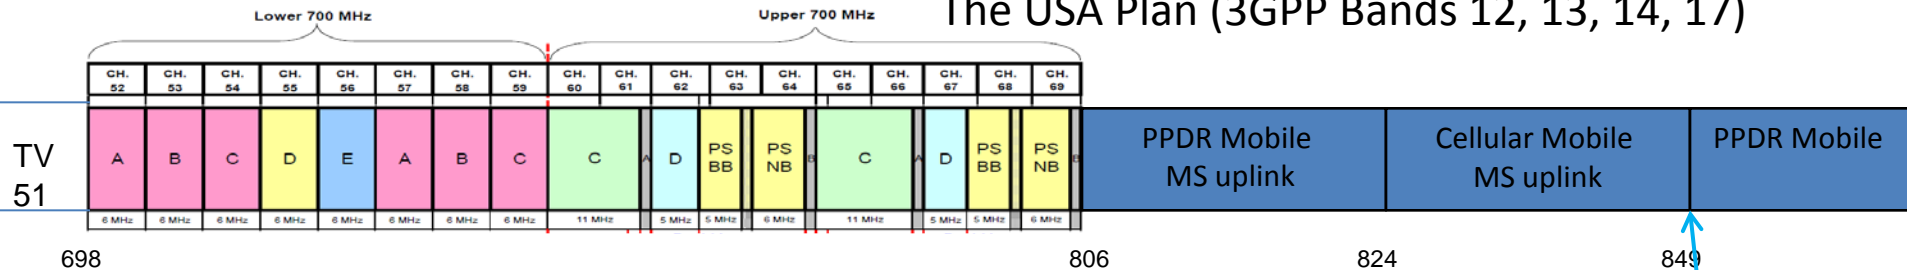 The USA Plan (3GPP Bands 12, 13, 14, 17)
Lower 700 MHz Upper 700 MHz
CH. 52 CH. 53 CH. 54 CH. 55 CH. 56 CH. 57 CH. 58 CH. 59 CH. 60 CH. 61 CH. 62 CH. 63 CH. 64 CH. 65 CH. 66 CH. 67 CH. 68 CH. 69
TV 51
A B C D E A B C C A D PS BB PS NB B C A D PS BB PS NB B
PPDR Mobile MS uplink
Cellular Mobile MS uplink
PPDR Mobile
6 MHz 6 MHz 6 MHz 6 MHz 6 MHz 6 MHz 6 MHz 6 MHz 11 MHz 5 MHz 5 MHz 6 MHz 11 MHz 5 MHz 5 MHz 6 MHz
698 806 824 849